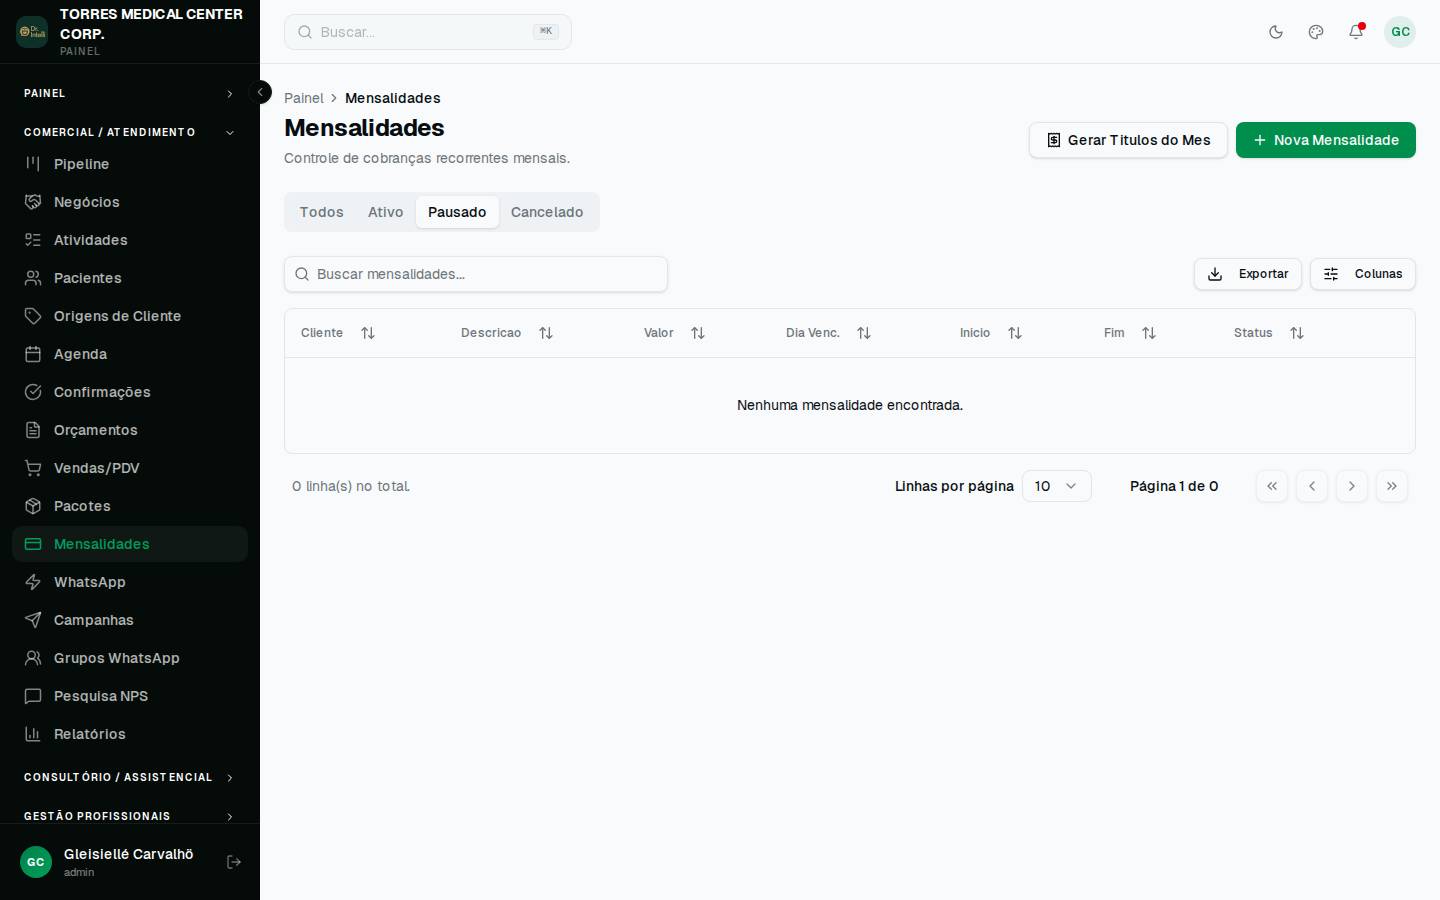 TORRES MEDICAL CENTER CORP.
PAINEL
Buscar...
⌘K
GC
PAINEL
COMERCIAL / ATENDIMENTO
Pipeline
Negócios
Atividades
Pacientes
Origens de Cliente
Agenda
Confirmações
Orçamentos
Vendas/PDV
Pacotes
Mensalidades
WhatsApp
Campanhas
Grupos WhatsApp
Pesquisa NPS
Relatórios
CONSULTÓRIO / ASSISTENCIAL
GESTÃO PROFISSIONAIS
GC
Gleisiellé Carvalhö
admin
Painel > Mensalidades
Mensalidades
Controle de cobranças recorrentes mensais.
Gerar Titulos do Mes
+ Nova Mensalidade
Todos Ativo Pausado Cancelado
Buscar mensalidades...
Exportar
Colunas
Cliente Descricao Valor Dia Venc. Inicio Fim Status
Nenhuma mensalidade encontrada.
0 linha(s) no total.
Linhas por página 10
Página 1 de 0